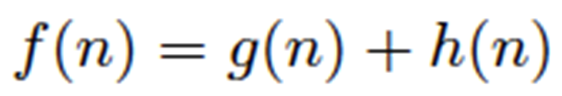 f(n) = g(n) + h(n)